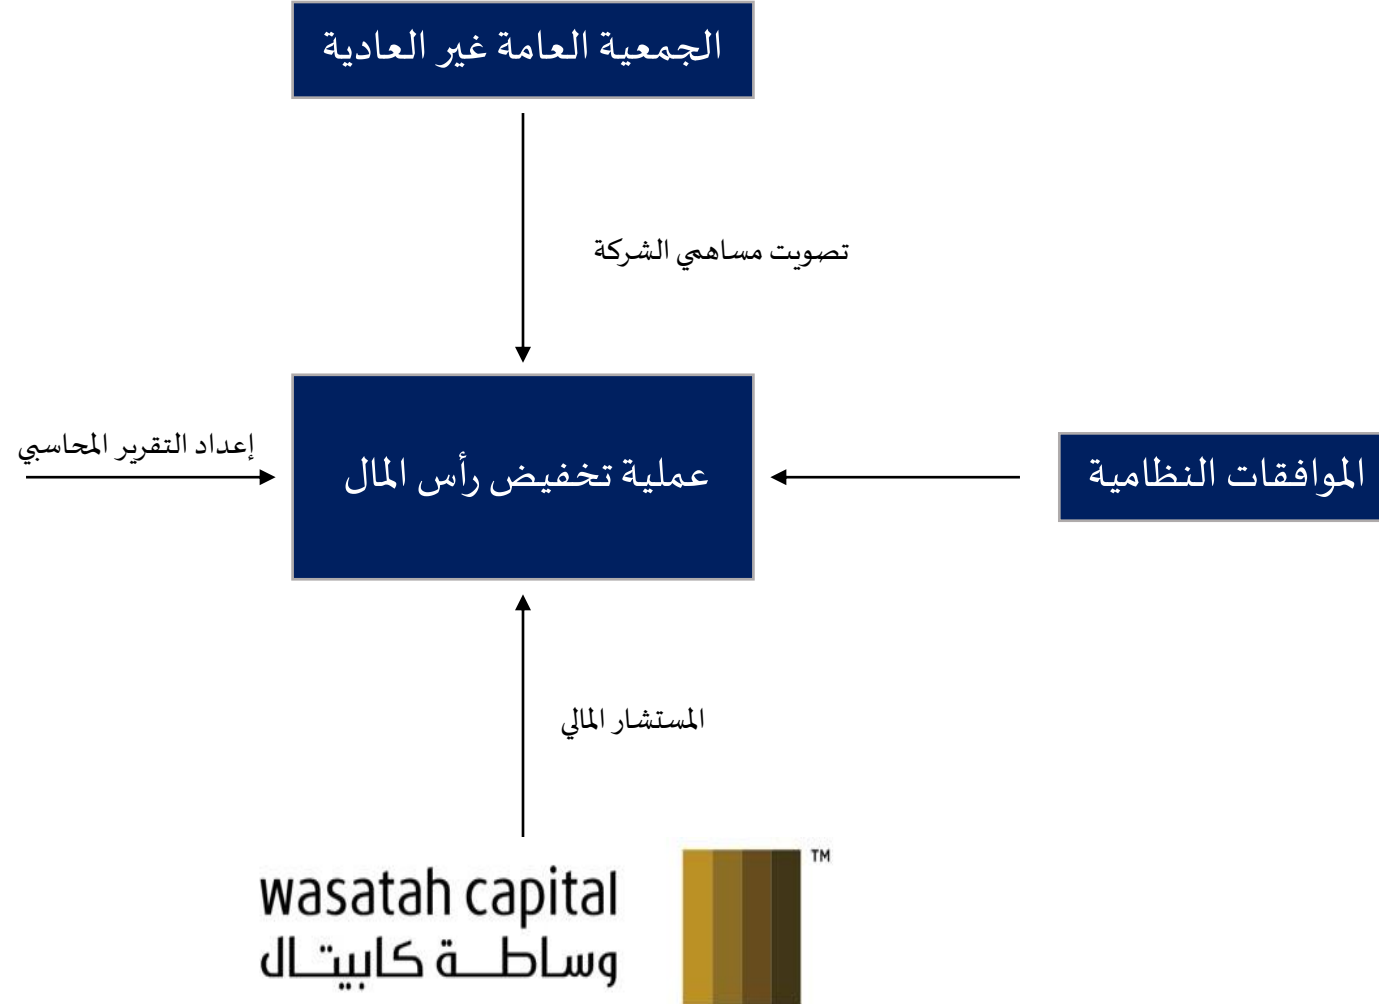 الجمعية العامة غير العادية
تصويت مساهمي الشركة
إعداد التقرير المحاسبي
عملية تخفيض رأس المال
الموافقات النظامية
المستشار المالي
wasatah capital
وساطة كابيتال
TM